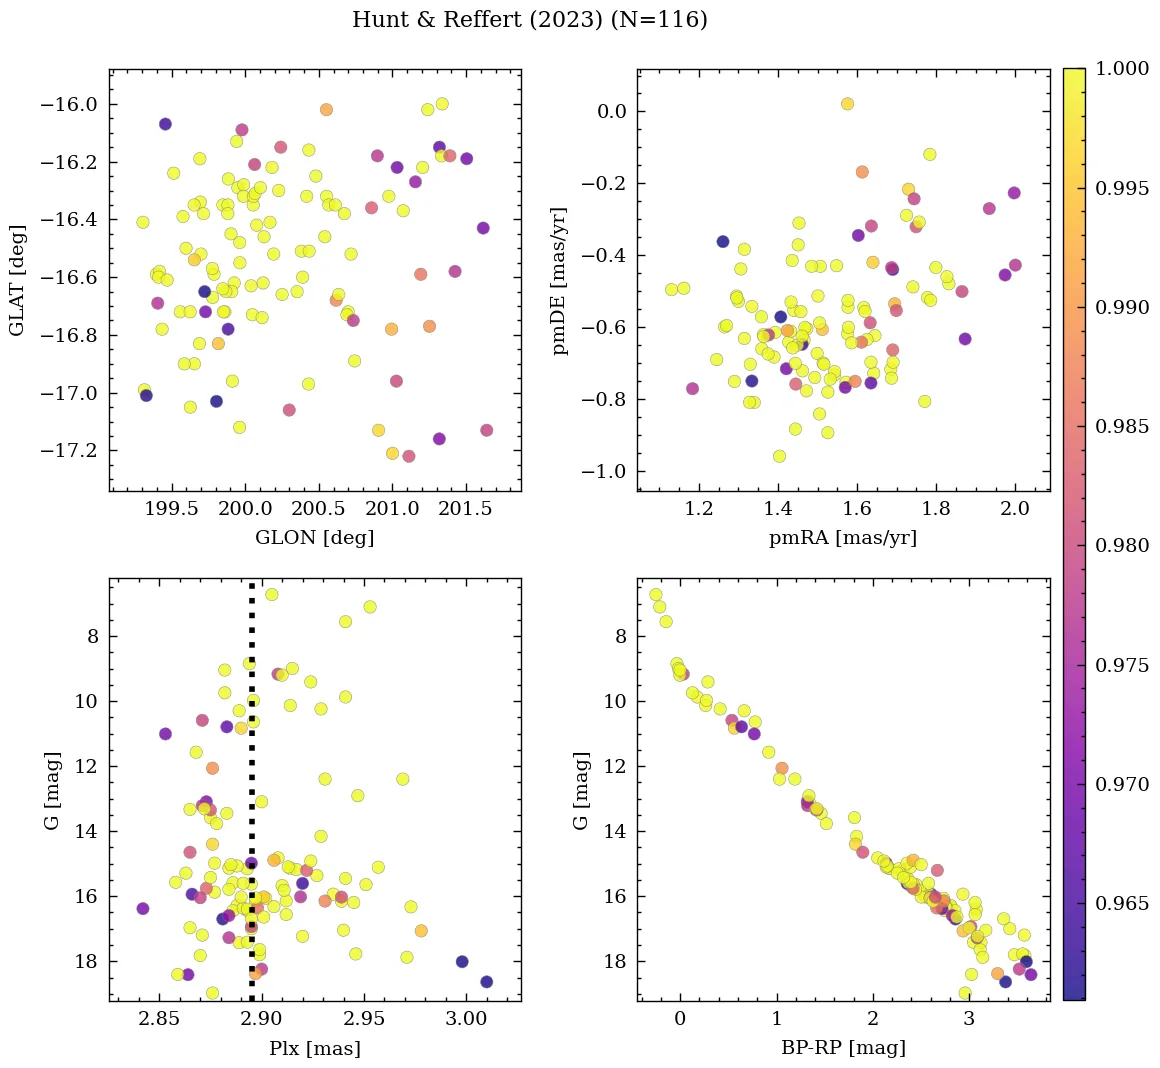 Hunt & Reffert (2023) (N=116)
−16.0
−16.2
−16.4
−16.6
−16.8
−17.0
−17.2
GLAT [deg]
199.5 200.0 200.5 201.0 201.5
GLON [deg]
0.0
−0.2
−0.4
−0.6
−0.8
−1.0
pmDE [mas/yr]
1.2 1.4 1.6 1.8 2.0
pmRA [mas/yr]
8
10
12
14
16
18
G [mag]
2.85 2.90 2.95 3.00
Plx [mas]
8
10
12
14
16
18
G [mag]
0 1 2 3
BP-RP [mag]
1.000
0.995
0.990
0.985
0.980
0.975
0.970
0.965